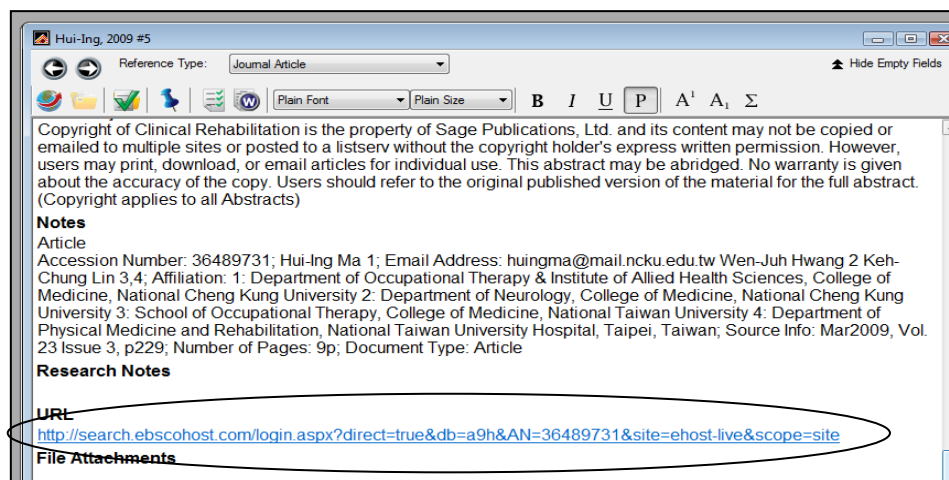 Hui-Ing, 2009 #5
Reference Type: Journal Article Hide Empty Fields
Plain Font Plain Size B I U P A¹ A₁ Σ
Copyright of Clinical Rehabilitation is the property of Sage Publications, Ltd. and its content may not be copied or
emailed to multiple sites or posted to a listserv without the copyright holder's express written permission. However,
users may print, download, or email articles for individual use. This abstract may be abridged. No warranty is given
about the accuracy of the copy. Users should refer to the original published version of the material for the full abstract.
(Copyright applies to all Abstracts)
Notes
Article
Accession Number: 36489731; Hui-Ing Ma 1; Email Address: huingma@mail.ncku.edu.tw Wen-Juh Hwang 2 Keh-
Chung Lin 3,4; Affiliation: 1: Department of Occupational Therapy & Institute of Allied Health Sciences, College of
Medicine, National Cheng Kung University 2: Department of Neurology, College of Medicine, National Cheng Kung
University 3: School of Occupational Therapy, College of Medicine, National Taiwan University 4: Department of
Physical Medicine and Rehabilitation, National Taiwan University Hospital, Taipei, Taiwan; Source Info: Mar2009, Vol.
23 Issue 3, p229; Number of Pages: 9p; Document Type: Article
Research Notes
URL
http://search.ebscohost.com/login.aspx?direct=true&db=a9h&AN=36489731&site=ehost-live&scope=site
File Attachments